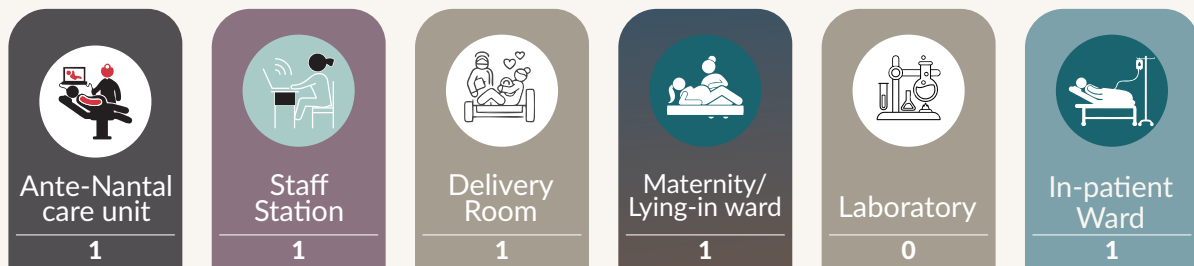 Ante-Nantal
care unit
1
Staff
Station
1
Delivery
Room
1
Maternity/
Lying-in ward
1
Laboratory
0
In-patient
Ward
1